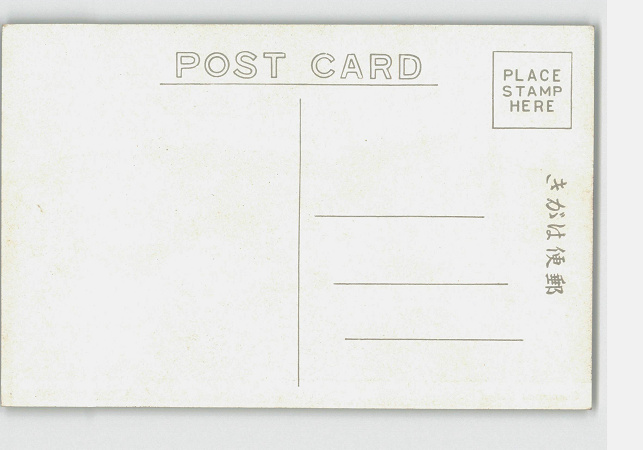 POST CARD
PLACE
STAMP
HERE
きがは便郵